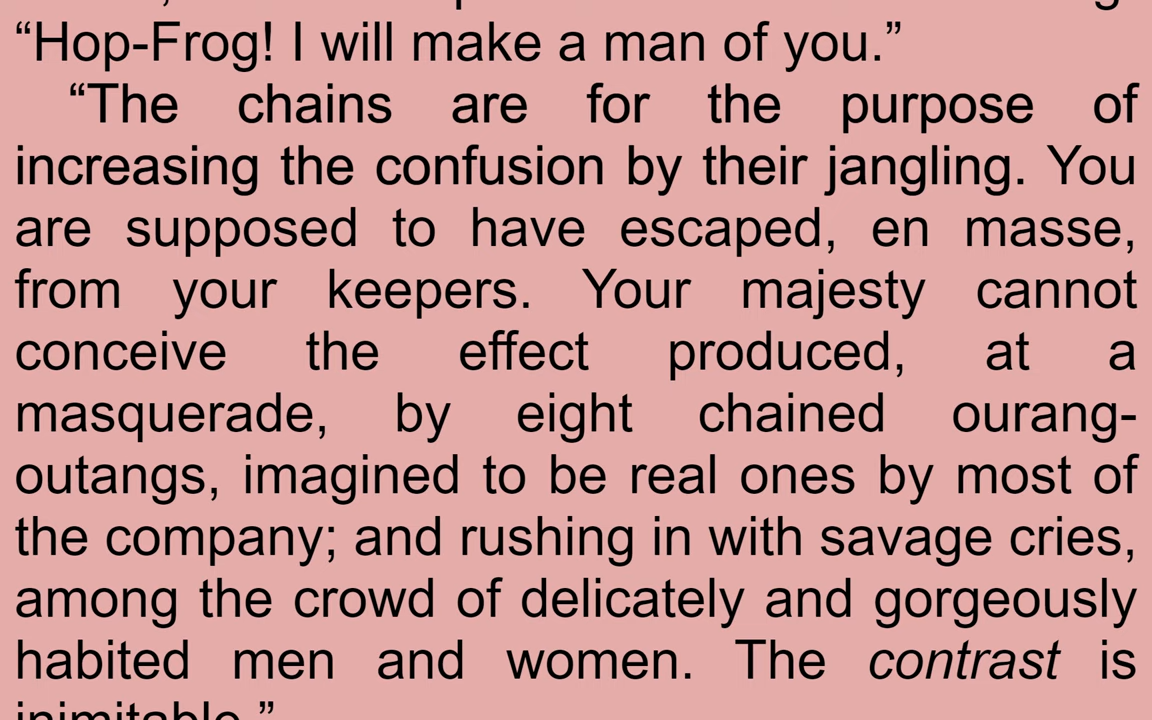 “Hop-Frog! I will make a man of you.”
“The chains are for the purpose of
increasing the confusion by their jangling. You
are supposed to have escaped, en masse,
from your keepers. Your majesty cannot
conceive the effect produced, at a
masquerade, by eight chained ourang-
outangs, imagined to be real ones by most of
the company; and rushing in with savage cries,
among the crowd of delicately and gorgeously
habited men and women. The contrast is
inimitable.”